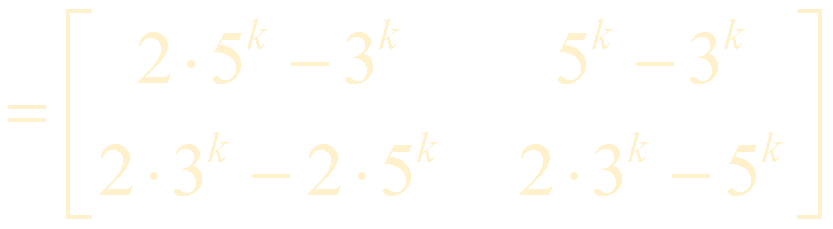 = [ 2 · 5^k − 3^k    5^k − 3^k
2 · 3^k − 2 · 5^k    2 · 3^k − 5^k ]